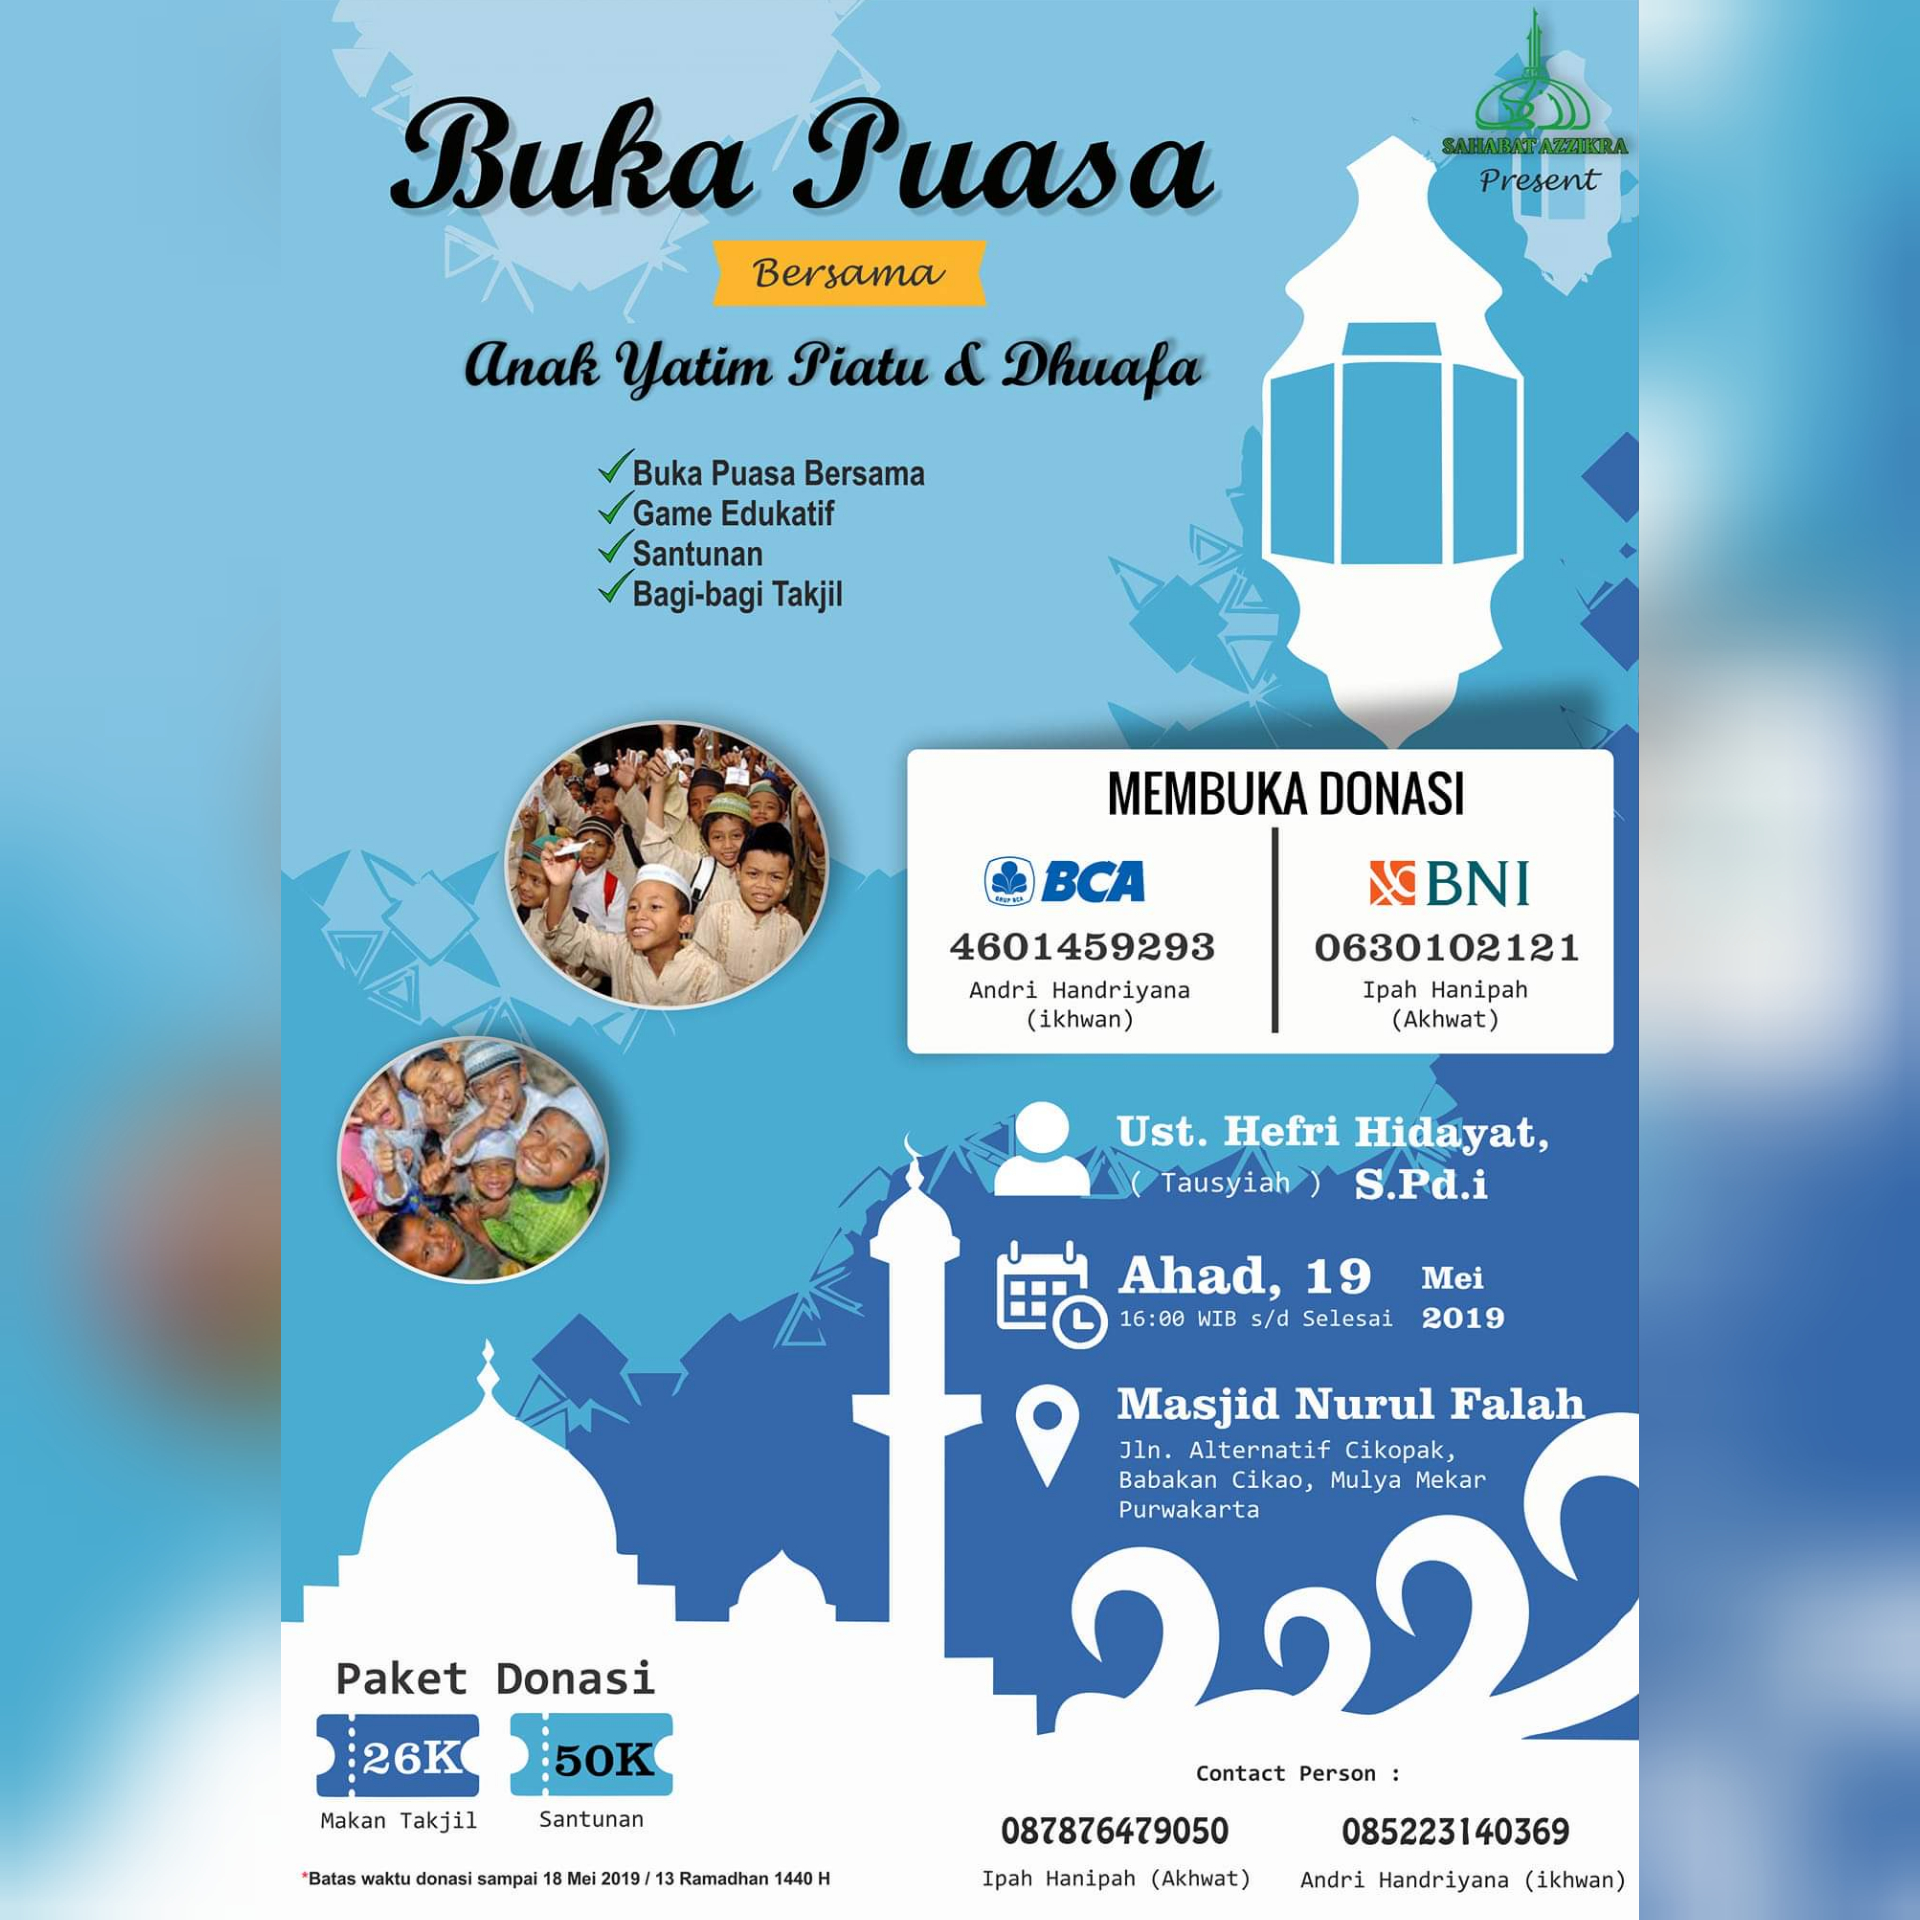 SAHABAT AZZIKRA
Present
Buka Puasa
Bersama
Anak Yatim Piatu & Dhuafa
Buka Puasa Bersama
Game Edukatif
Santunan
Bagi-bagi Takjil
MEMBUKA DONASI
BCA
GRUP BCA
4601459293
Andri Handriyana
(ikhwan)
BNI
0630102121
Ipah Hanipah
(Akhwat)
Ust. Hefri Hidayat,
( Tausyiah ) S.Pd.i
Ahad, 19 Mei
16:00 WIB s/d Selesai 2019
Masjid Nurul Falah
Jln. Alternatif Cikopak,
Babakan Cikao, Mulya Mekar
Purwakarta
Paket Donasi
26K
Makan Takjil
50K
Santunan
*Batas waktu donasi sampai 18 Mei 2019 / 13 Ramadhan 1440 H
Contact Person :
087876479050
Ipah Hanipah (Akhwat)
085223140369
Andri Handriyana (ikhwan)